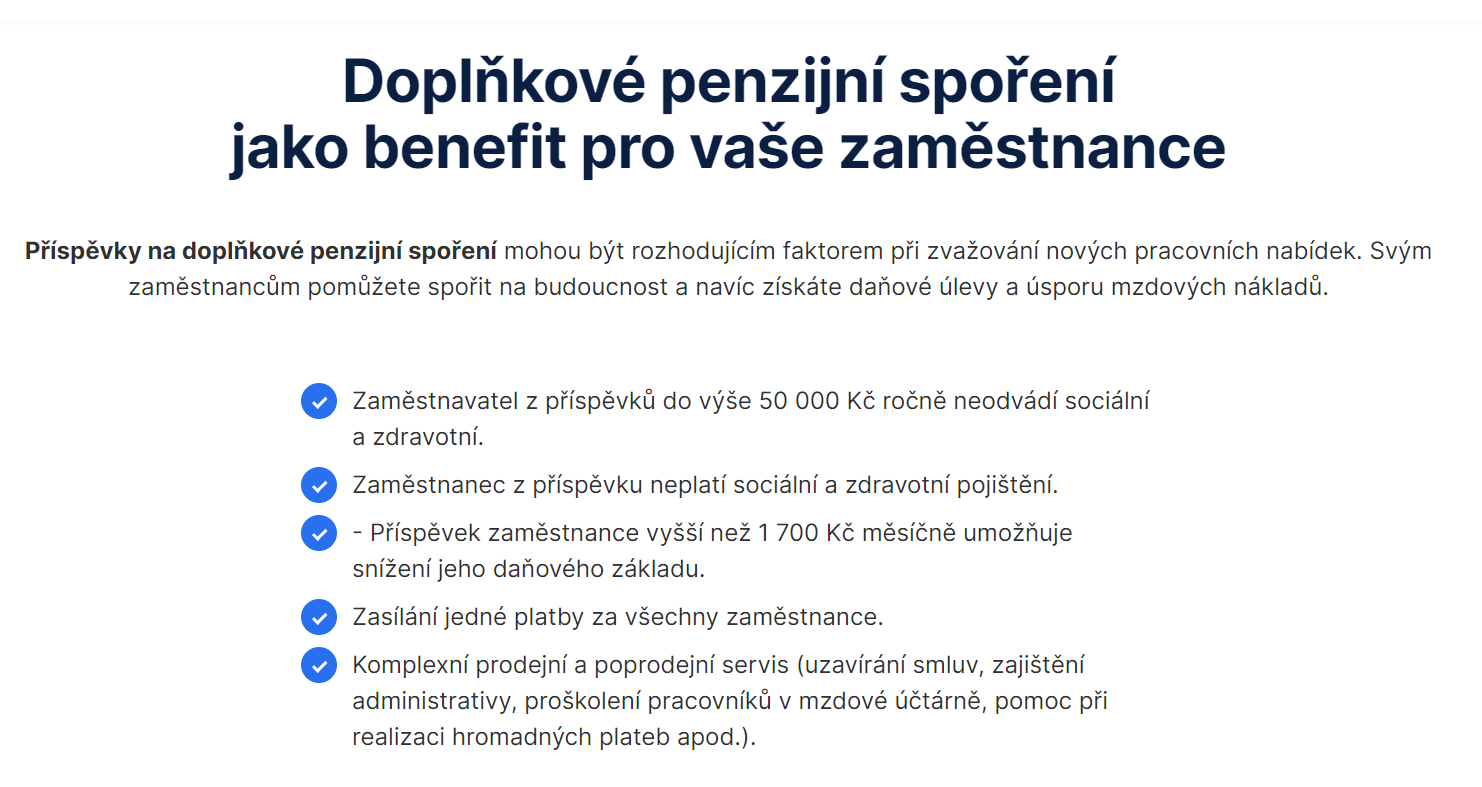 Doplňkové penzijní spoření
jako benefit pro vaše zaměstnance
Příspěvky na doplňkové penzijní spoření mohou být rozhodujícím faktorem při zvažování nových pracovních nabídek. Svým
zaměstnancům pomůžete spořit na budoucnost a navíc získáte daňové úlevy a úsporu mzdových nákladů.
Zaměstnavatel z příspěvků do výše 50 000 Kč ročně neodvádí sociální
a zdravotní.
Zaměstnanec z příspěvku neplatí sociální a zdravotní pojištění.
- Příspěvek zaměstnance vyšší než 1 700 Kč měsíčně umožňuje
snížení jeho daňového základu.
Zasílání jedné platby za všechny zaměstnance.
Komplexní prodejní a poprodejní servis (uzavírání smluv, zajištění
administrativy, proškolení pracovníků v mzdové účtárně, pomoc při
realizaci hromadných plateb apod.).